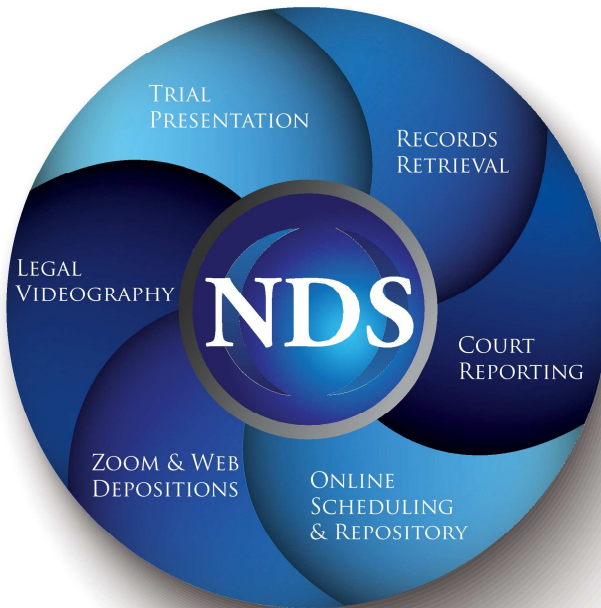 TRIAL
PRESENTATION
RECORDS
RETRIEVAL
LEGAL
VIDEOGRAPHY
NDS
COURT
REPORTING
ZOOM & WEB
DEPOSITIONS
ONLINE
SCHEDULING
& REPOSITORY